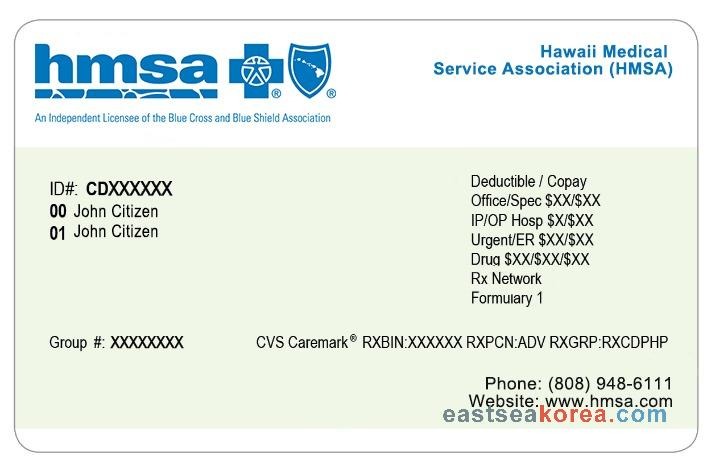 hmsa ® ®
An Independent Licensee of the Blue Cross and Blue Shield Association
Hawaii Medical
Service Association (HMSA)
ID#: CDXXXXXX
00 John Citizen
01 John Citizen
Deductible / Copay
Office/Spec $XX/$XX
IP/OP Hosp $X/$XX
Urgent/ER $XX/$XX
Drug $XX/$XX/$XX
Rx Network
Formulary 1
Group #: XXXXXXXX
CVS Caremark® RXBIN:XXXXXX RXPCN:ADV RXGRP:RXCDPHP
Phone: (808) 948-6111
Website: www.hmsa.com
eastseakorea.com